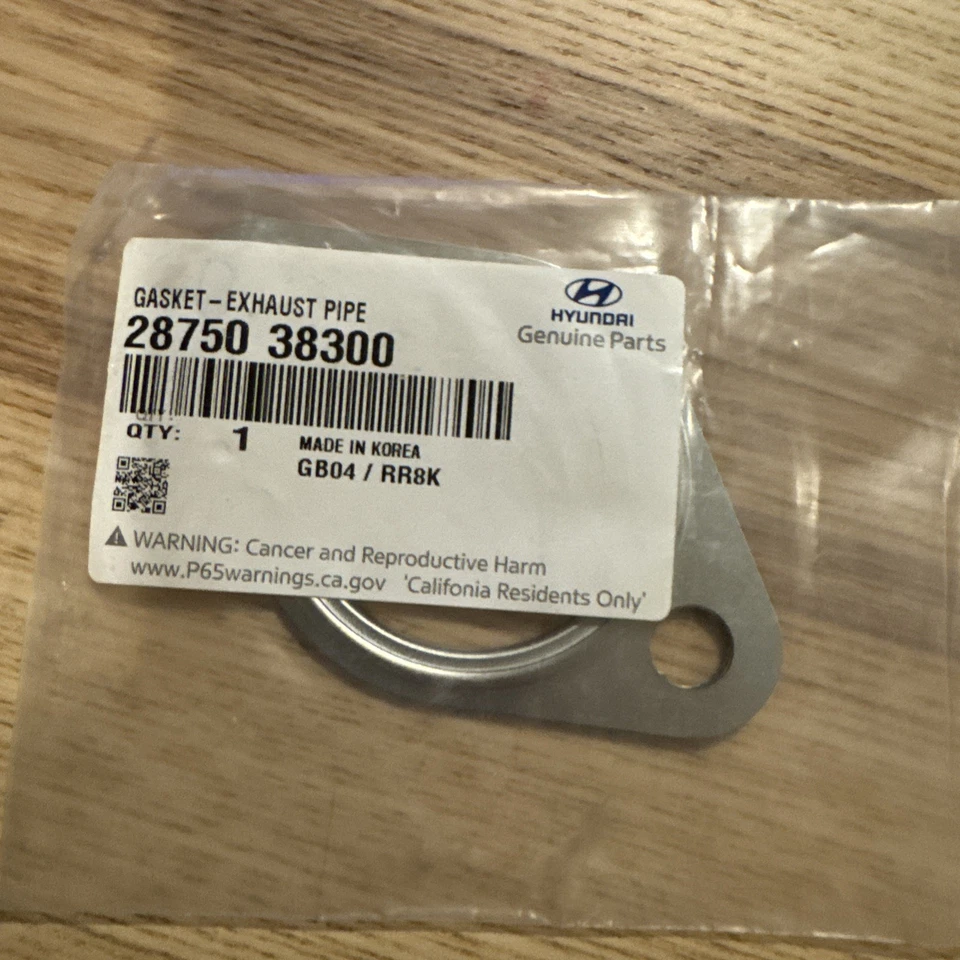 GASKET-EXHAUST PIPE
28750 38300
HYUNDAI
Genuine Parts
QTY:
QTY: 1
MADE IN KOREA
GB04 / RR8K
WARNING: Cancer and Reproductive Harm
www.P65warnings.ca.gov 'Califonia Residents Only'